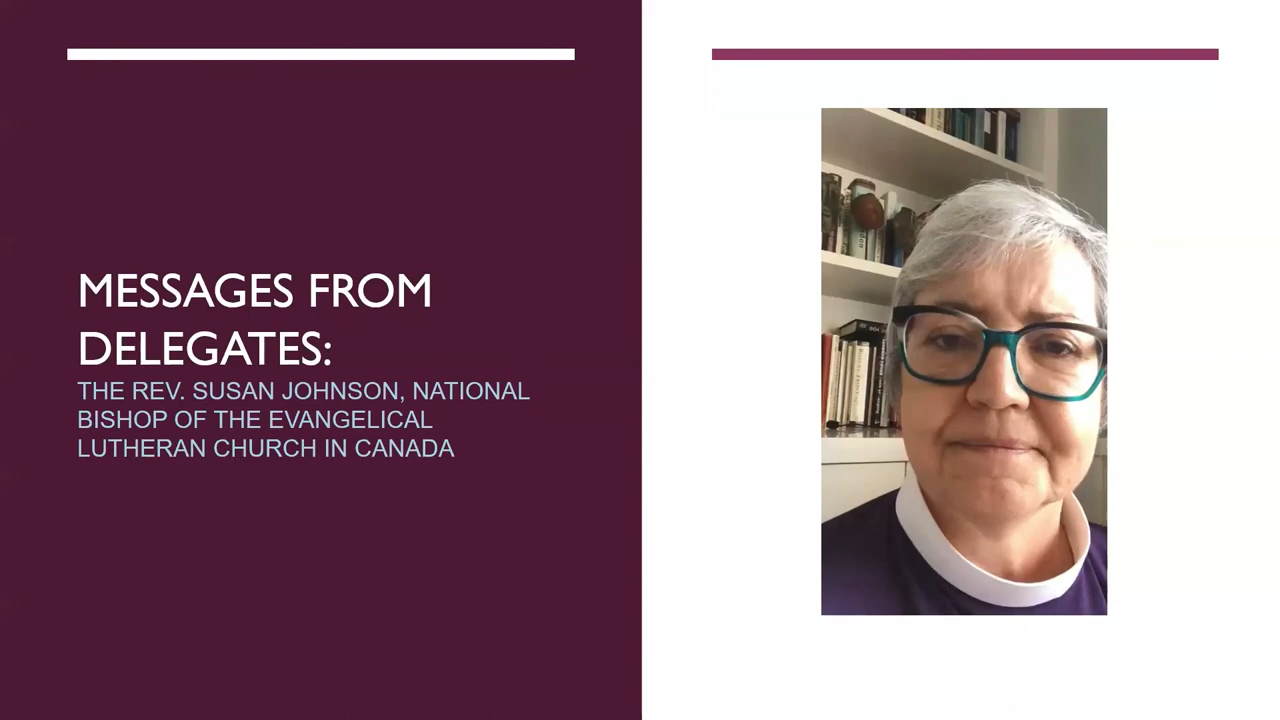 MESSAGES FROM
DELEGATES:
THE REV. SUSAN JOHNSON, NATIONAL
BISHOP OF THE EVANGELICAL
LUTHERAN CHURCH IN CANADA